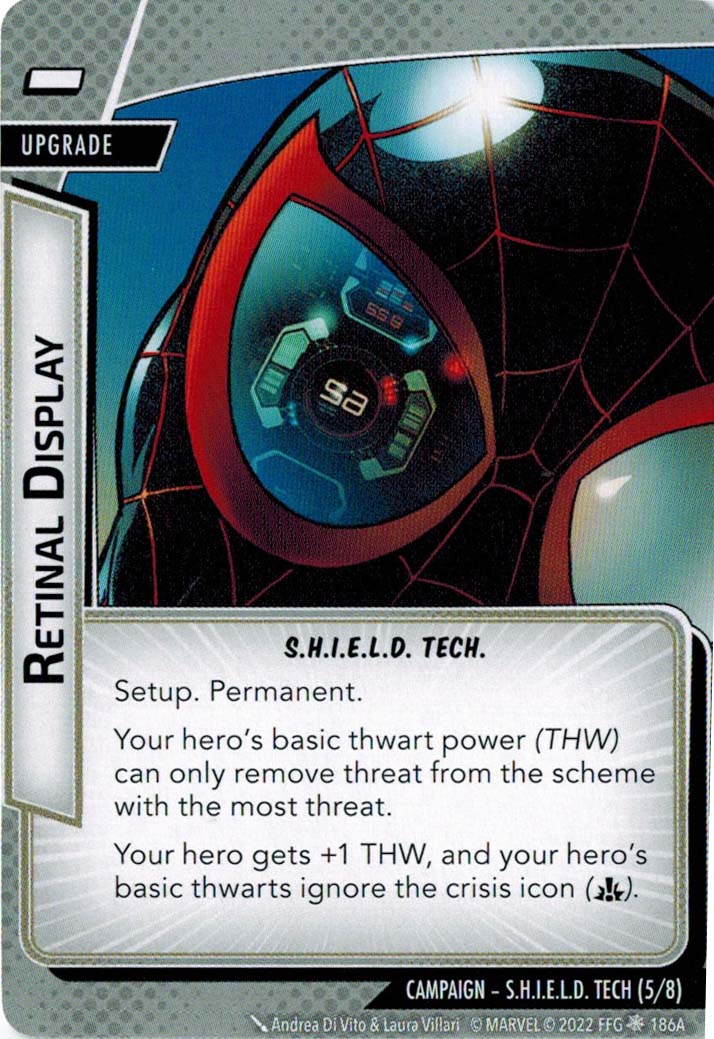 UPGRADE
RETINAL DISPLAY
S.H.I.E.L.D. TECH.
Setup. Permanent.
Your hero's basic thwart power (THW)
can only remove threat from the scheme
with the most threat.
Your hero gets +1 THW, and your hero's
basic thwarts ignore the crisis icon ( ).
CAMPAIGN – S.H.I.E.L.D. TECH (5/8)
Andrea Di Vito & Laura Villari © MARVEL © 2022 FFG 186A